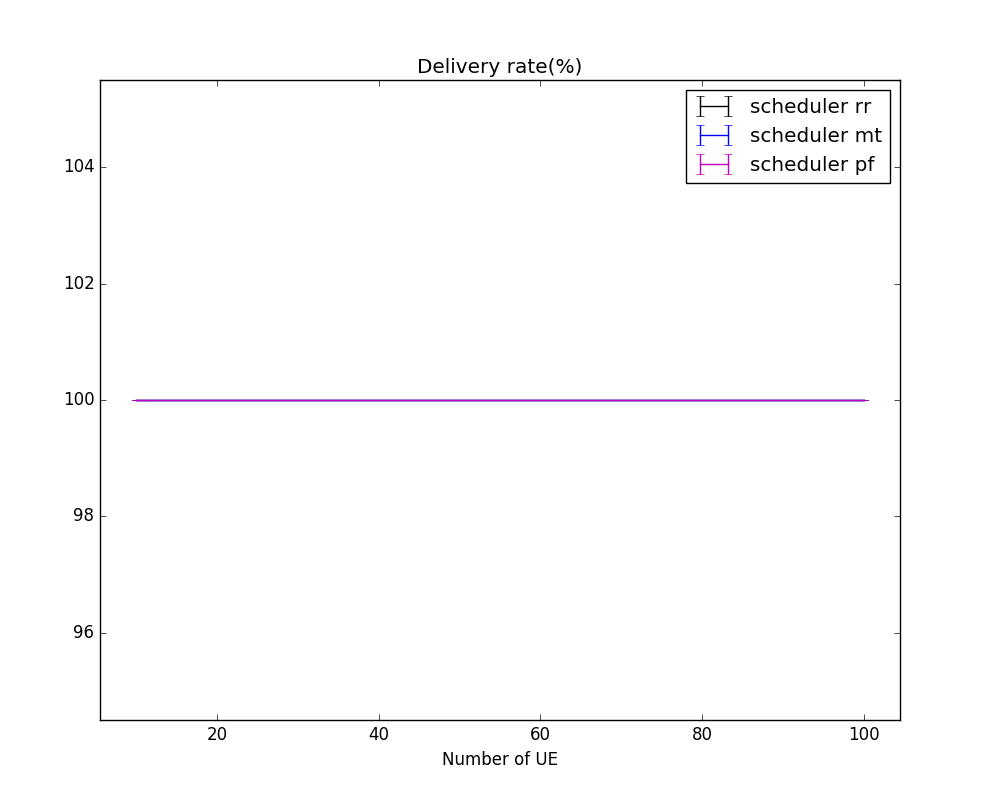 Delivery rate(%)
scheduler rr
scheduler mt
scheduler pf
104
102
100
98
96
20 40 60 80 100
Number of UE